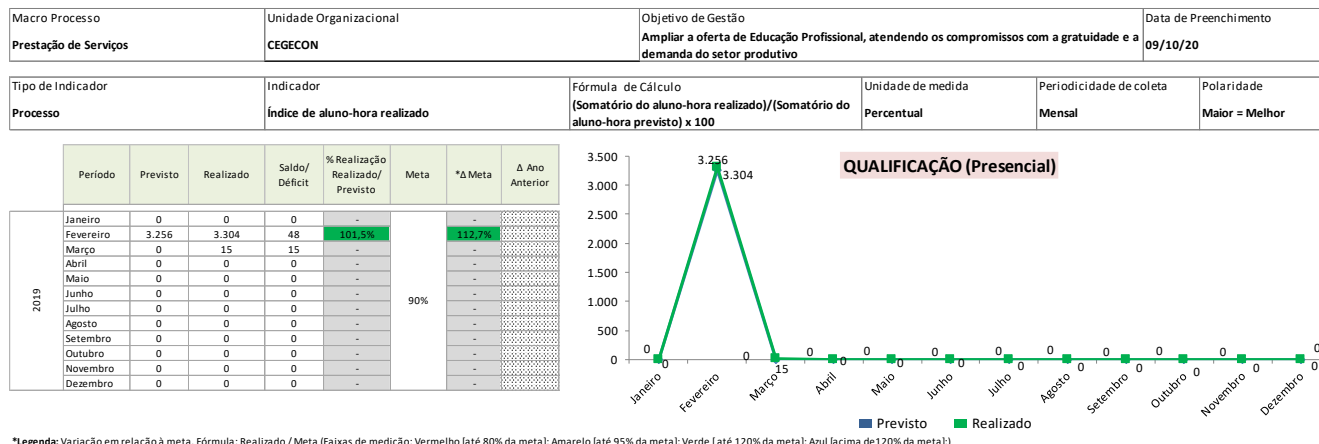 Macro Processo
Prestação de Serviços
Unidade Organizacional
CEGECON
Objetivo de Gestão
Ampliar a oferta de Educação Profissional, atendendo os compromissos com a gratuidade e a
demanda do setor produtivo
Data de Preenchimento
09/10/20
Tipo de Indicador
Processo
Indicador
Índice de aluno-hora realizado
Fórmula de Cálculo
(Somatório do aluno-hora realizado)/(Somatório do
aluno-hora previsto) x 100
Unidade de medida
Percentual
Periodicidade de coleta
Mensal
Polaridade
Maior = Melhor
Período Previsto Realizado Saldo/ Déficit % Realização Realizado/ Previsto Meta *Δ Meta Δ Ano Anterior
2019
Janeiro 0 0 0 - -
Fevereiro 3.256 3.304 48 101,5% 112,7%
Março 0 15 15 - -
Abril 0 0 0 - -
Maio 0 0 0 - -
Junho 0 0 0 - -
90%
Julho 0 0 0 - -
Agosto 0 0 0 - -
Setembro 0 0 0 - -
Outubro 0 0 0 - -
Novembro 0 0 0 - -
Dezembro 0 0 0 - -
QUALIFICAÇÃO (Presencial)
3.500
3.000
2.500
2.000
1.500
1.000
500
0
0 3.256 0 0 0 0 0 0 0 0 0 0
0 3.304 15 0 0 0 0 0 0 0 0 0
Janeiro Fevereiro Março Abril Maio Junho Julho Agosto Setembro Outubro Novembro Dezembro
Previsto Realizado
*Legenda: Variação em relação à meta. Fórmula: Realizado / Meta (Faixas de medição: Vermelho [até 80% da meta]; Amarelo [até 95% da meta]; Verde [ até 120% da meta]; Azul [acima de120% da meta];)